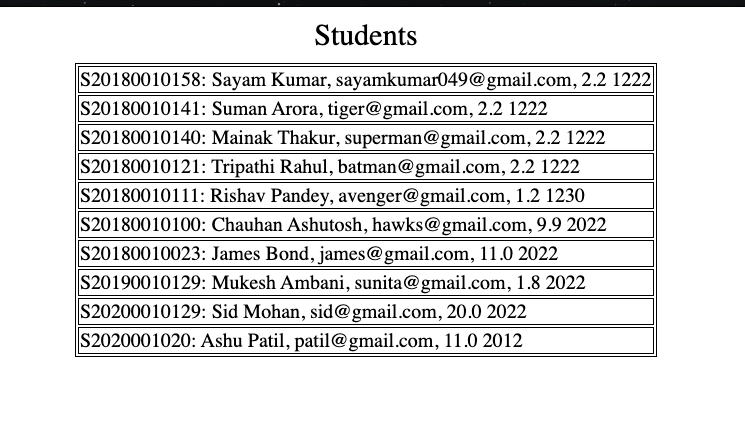 Students
S20180010158: Sayam Kumar, sayamkumar049@gmail.com, 2.2 1222
S20180010141: Suman Arora, tiger@gmail.com, 2.2 1222
S20180010140: Mainak Thakur, superman@gmail.com, 2.2 1222
S20180010121: Tripathi Rahul, batman@gmail.com, 2.2 1222
S20180010111: Rishav Pandey, avenger@gmail.com, 1.2 1230
S20180010100: Chauhan Ashutosh, hawks@gmail.com, 9.9 2022
S20180010023: James Bond, james@gmail.com, 11.0 2022
S20190010129: Mukesh Ambani, sunita@gmail.com, 1.8 2022
S20200010129: Sid Mohan, sid@gmail.com, 20.0 2022
S2020001020: Ashu Patil, patil@gmail.com, 11.0 2012